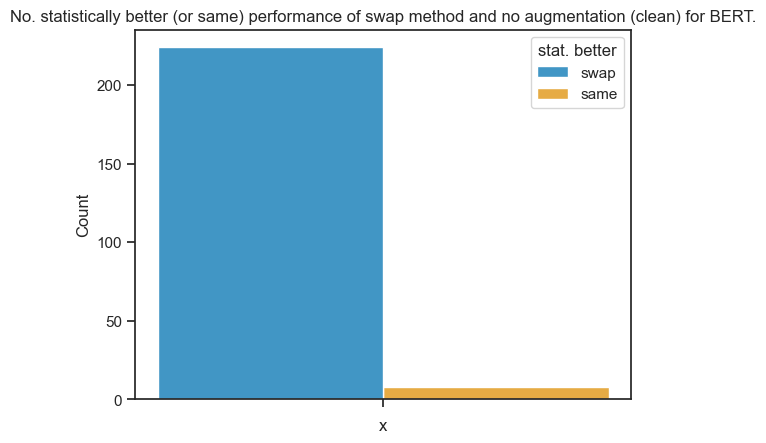 No. statistically better (or same) performance of swap method and no augmentation (clean) for BERT.
stat. better
swap
same
200
150
100
50
0
Count
x